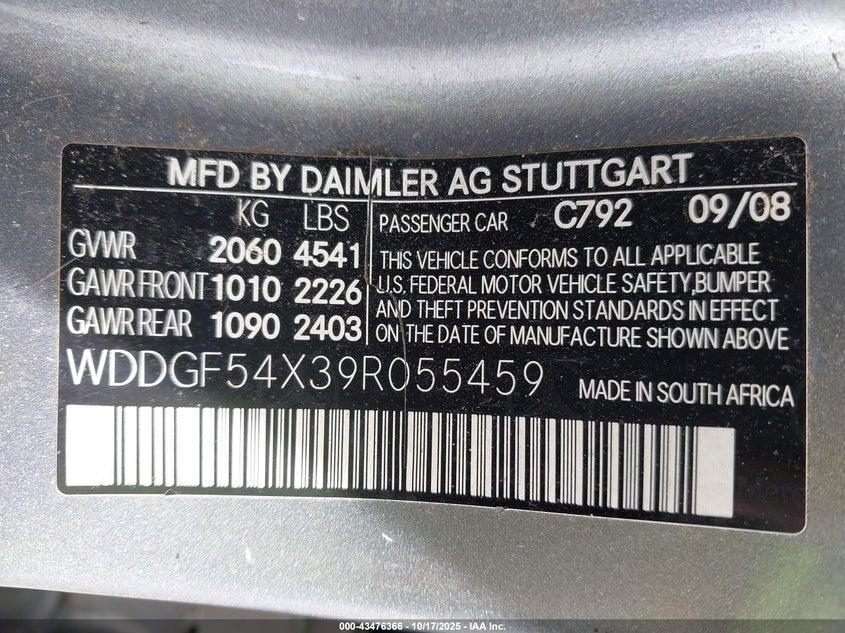 MFD BY DAIMLER AG STUTTGART
KG LBS
GVWR 2060 4541
GAWR FRONT 1010 2226
GAWR REAR 1090 2403
PASSENGER CAR C792 09/08
THIS VEHICLE CONFORMS TO ALL APPLICABLE
U.S. FEDERAL MOTOR VEHICLE SAFETY,BUMPER
AND THEFT PREVENTION STANDARDS IN EFFECT
ON THE DATE OF MANUFACTURE SHOWN ABOVE
WDDGF54X39R055459 MADE IN SOUTH AFRICA
000-43476366 - 10/17/2025 - IAA Inc.